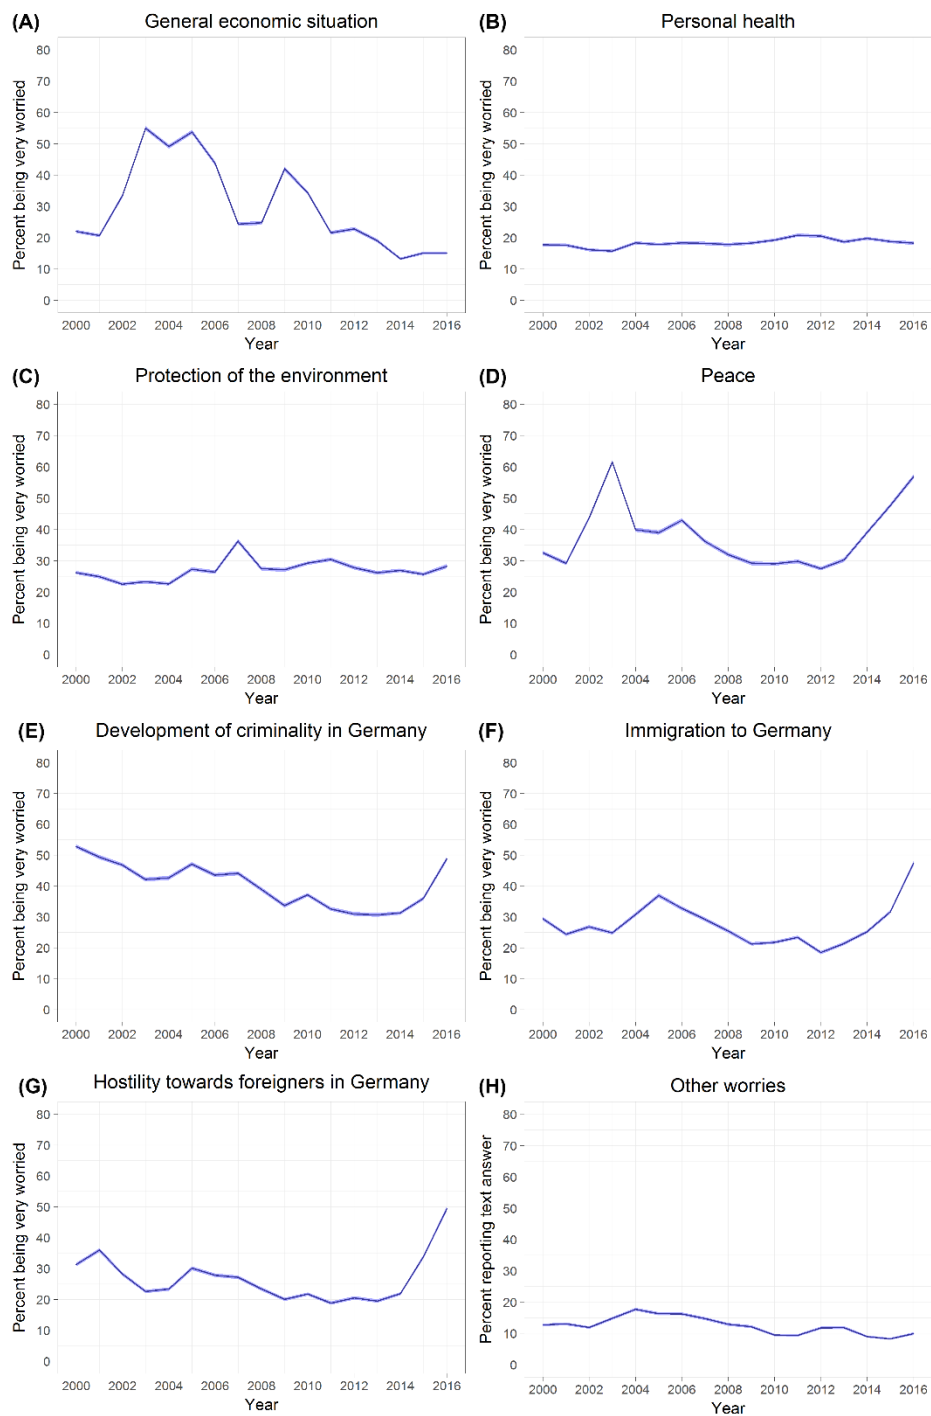 (A) General economic situation
Percent being very worried
80
70
60
50
40
30
20
10
0
2000 2002 2004 2006 2008 2010 2012 2014 2016
Year
(B) Personal health
Percent being very worried
80
70
60
50
40
30
20
10
0
2000 2002 2004 2006 2008 2010 2012 2014 2016
Year
(C) Protection of the environment
Percent being very worried
80
70
60
50
40
30
20
10
0
2000 2002 2004 2006 2008 2010 2012 2014 2016
Year
(D) Peace
Percent being very worried
80
70
60
50
40
30
20
10
0
2000 2002 2004 2006 2008 2010 2012 2014 2016
Year
(E) Development of criminality in Germany
Percent being very worried
80
70
60
50
40
30
20
10
0
2000 2002 2004 2006 2008 2010 2012 2014 2016
Year
(F) Immigration to Germany
Percent being very worried
80
70
60
50
40
30
20
10
0
2000 2002 2004 2006 2008 2010 2012 2014 2016
Year
(G) Hostility towards foreigners in Germany
Percent being very worried
80
70
60
50
40
30
20
10
0
2000 2002 2004 2006 2008 2010 2012 2014 2016
Year
(H) Other worries
Percent reporting text answer
80
70
60
50
40
30
20
10
0
2000 2002 2004 2006 2008 2010 2012 2014 2016
Year